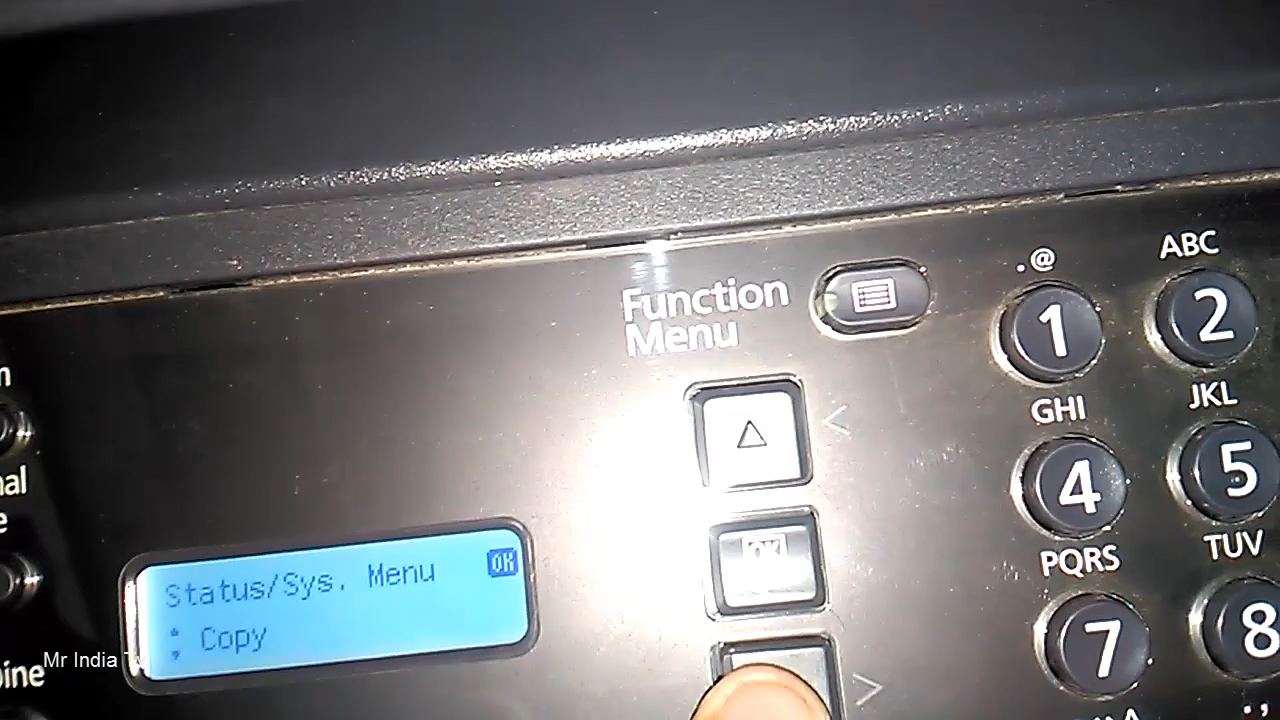 Function
Menu
.@
1
ABC
2
GHI
4
JKL
5
PQRS
7
TUV
8
OK
Status/Sys. Menu OK
Copy
Mr India Tv